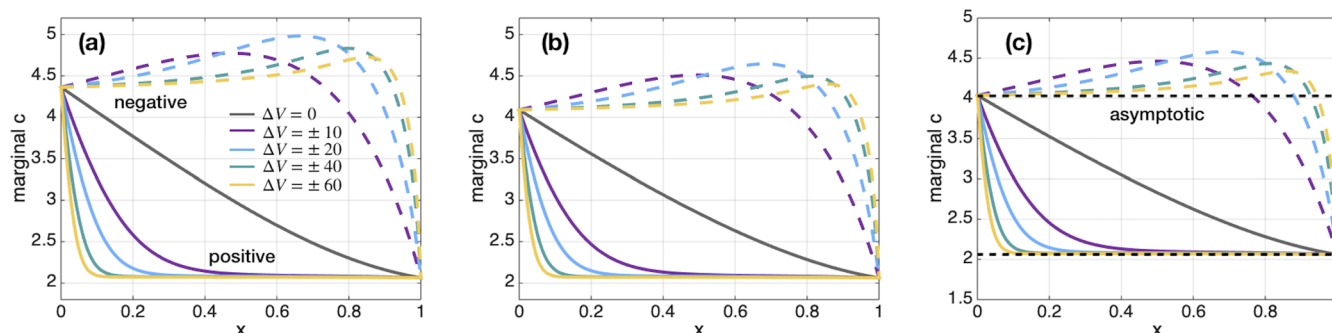 (a)
marginal c
5
4.5
4
3.5
3
2.5
2
negative
positive
ΔV = 0
ΔV = ± 10
ΔV = ± 20
ΔV = ± 40
ΔV = ± 60
0 0.2 0.4 0.6 0.8 1
x
(b)
marginal c
5
4.5
4
3.5
3
2.5
2
0 0.2 0.4 0.6 0.8 1
x
(c)
marginal c
5
4.5
4
3.5
3
2.5
2
1.5
asymptotic
0 0.2 0.4 0.6 0.8
x